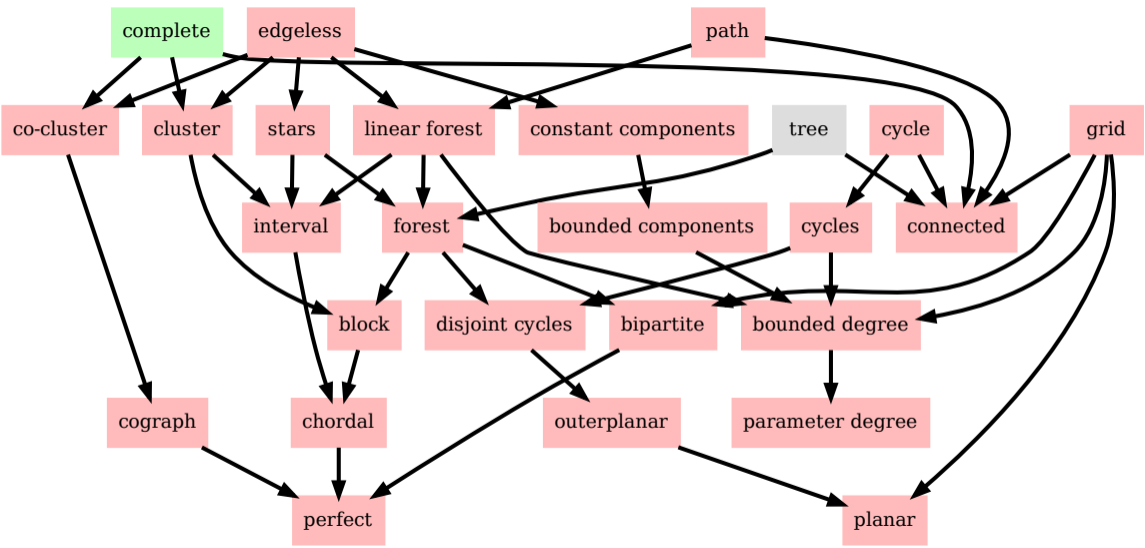 complete
edgeless
path
co-cluster
cluster
stars
linear forest
constant components
tree
cycle
grid
interval
forest
bounded components
cycles
connected
block
disjoint cycles
bipartite
bounded degree
cograph
chordal
outerplanar
parameter degree
perfect
planar